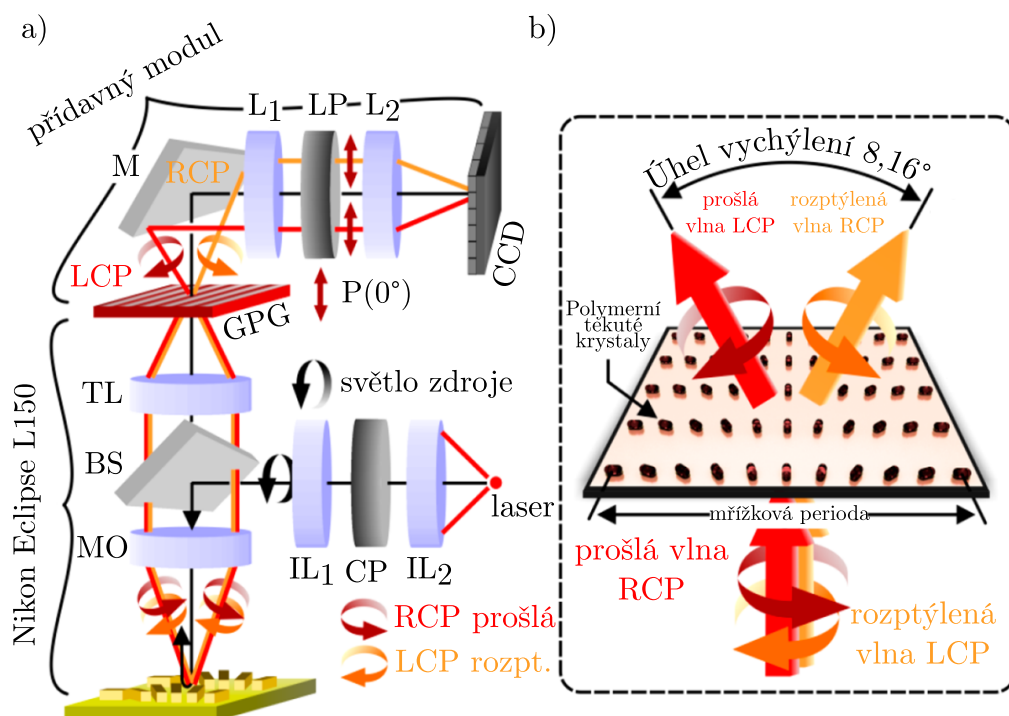 a)
přídavný modul
L1
LP
L2
M
RCP
LCP
CCD
P(0°)
GPG
Nikon Eclipse L150
TL
světlo zdroje
BS
laser
MO
IL1
CP
IL2
RCP prošlá
LCP rozpt.
b)
Úhel vychýlení 8,16°
prošlá
vlna LCP
rozptýlená
vlna RCP
Polymerní
tekuté
krystaly
mřížková perioda
prošlá vlna
RCP
rozptýlená
vlna LCP